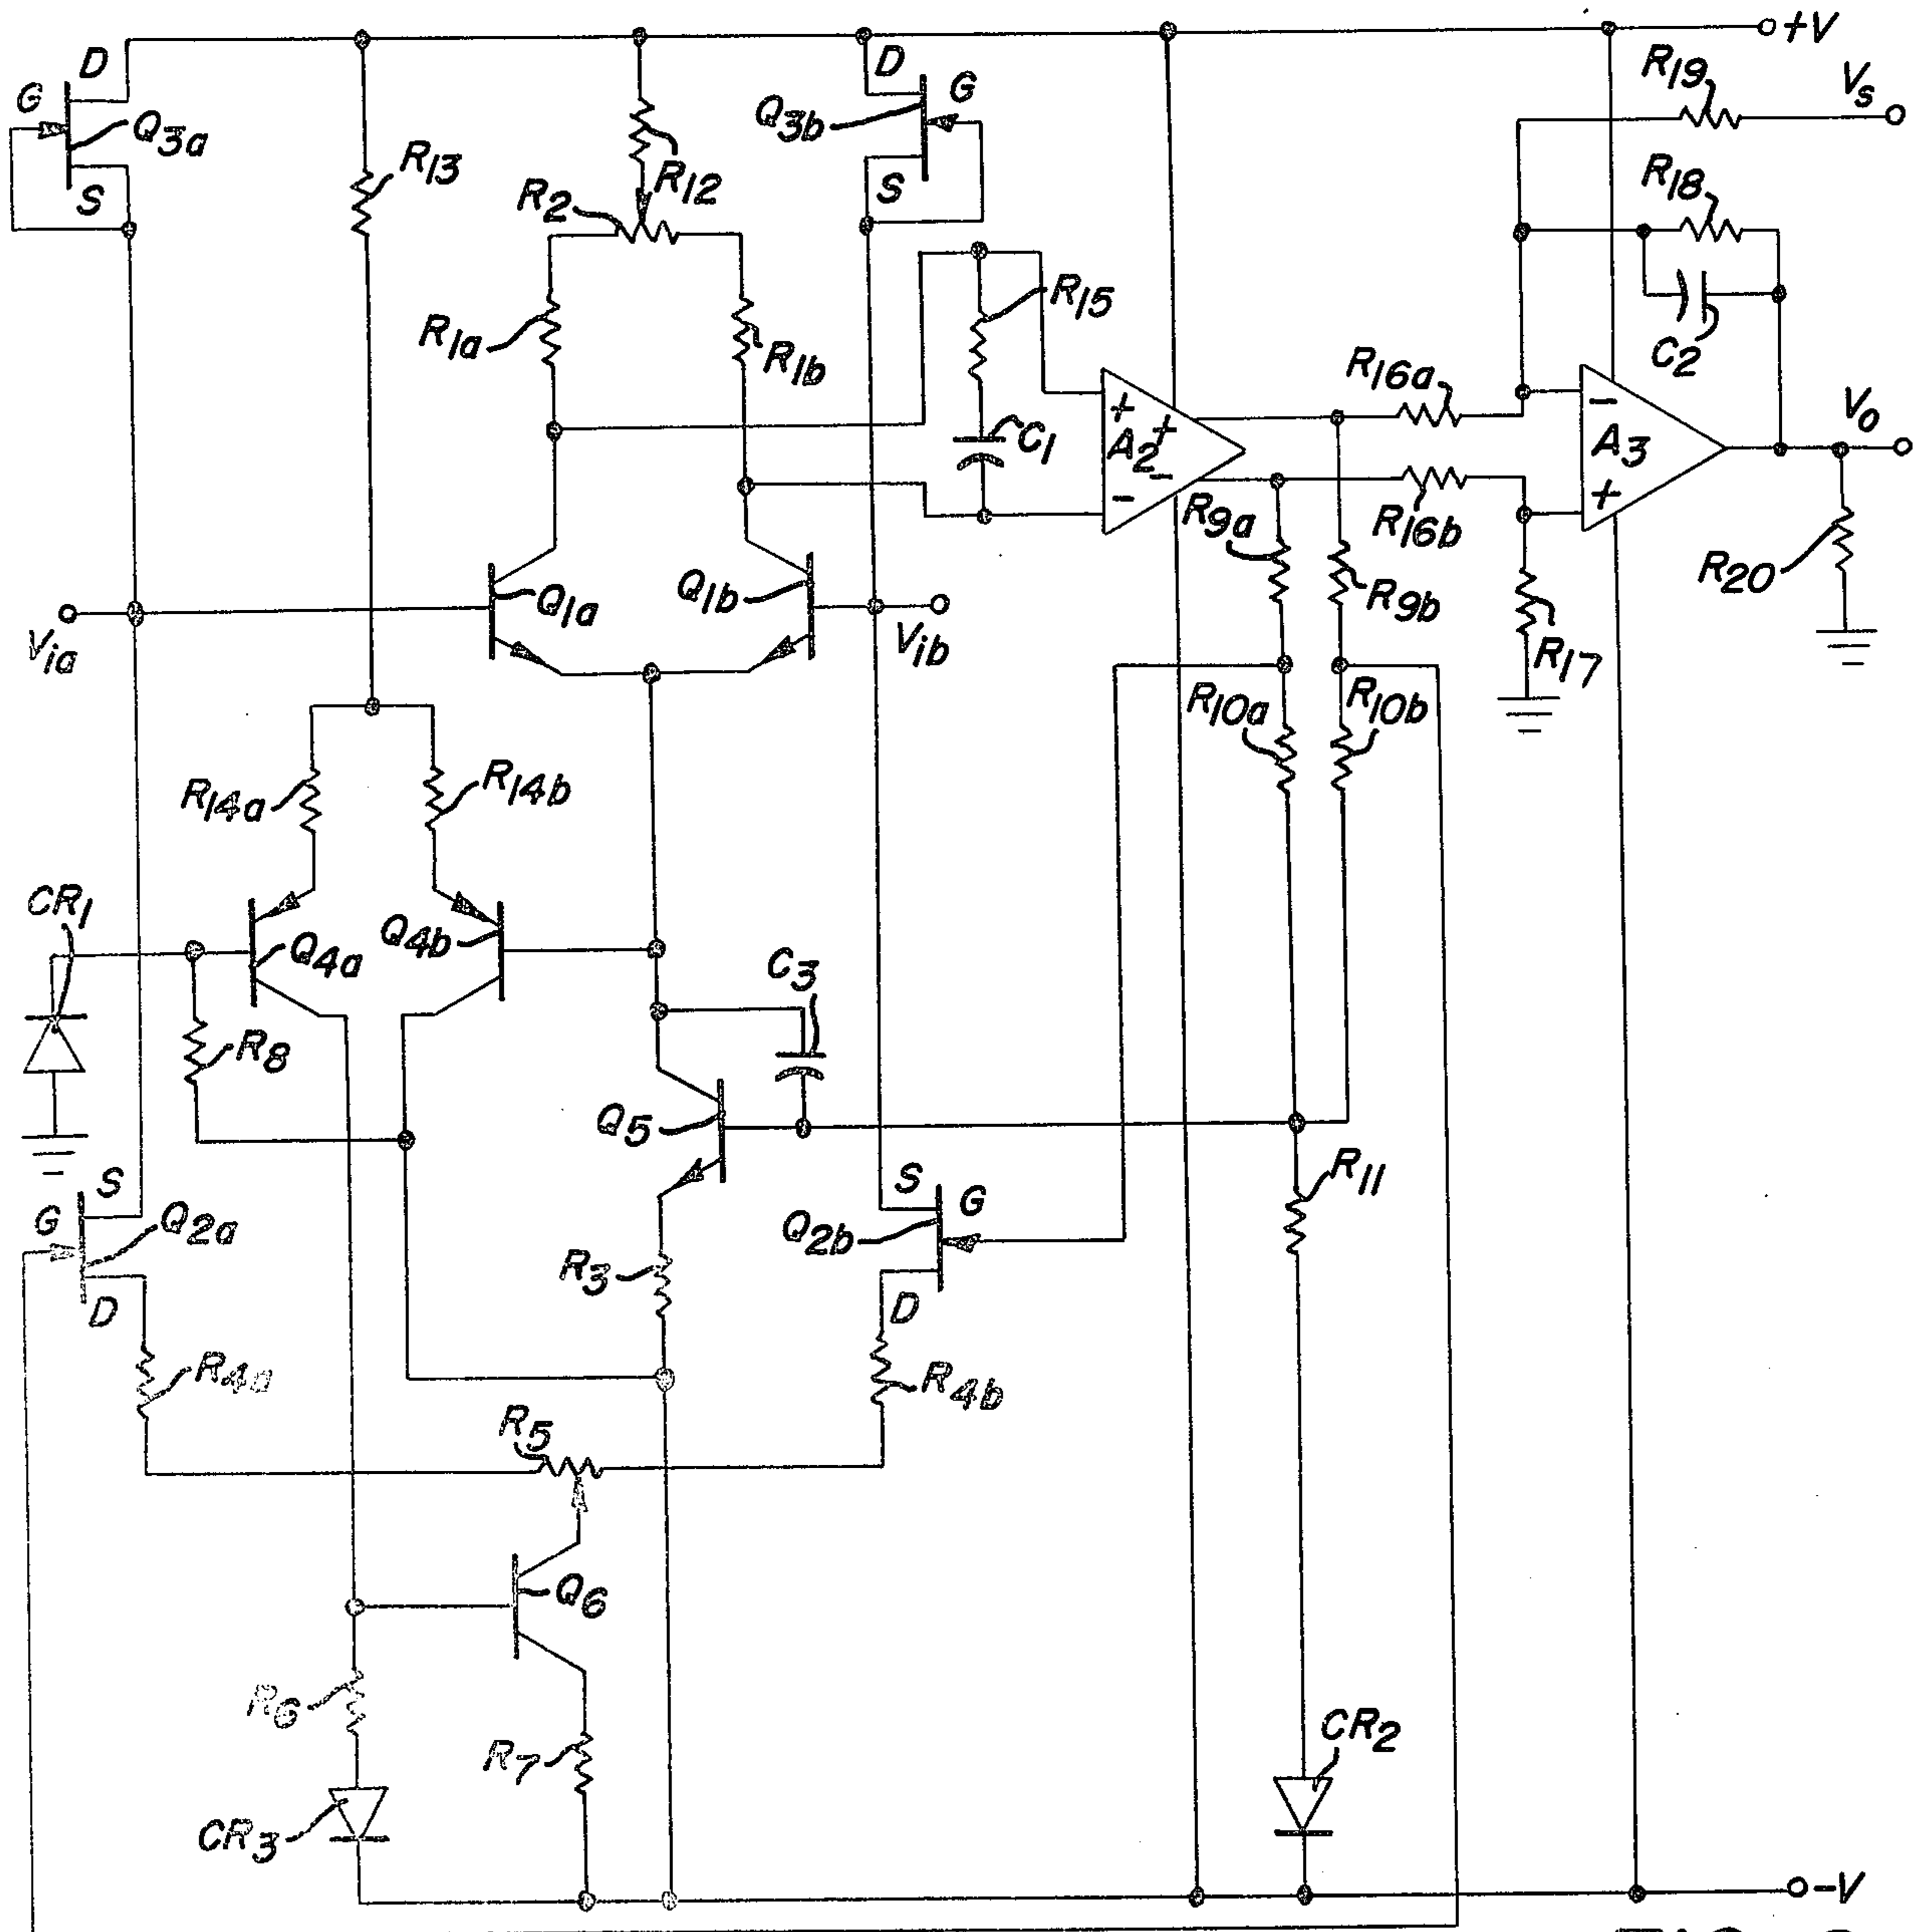 +V
D
G
Q3a
S
D
G
Q3b
S
R19
Vs
R18
C2
R13
R12
R2
R1a
R1b
R15
C1
+
A2
+
-
-
R16a
R16b
-
A3
+
Vo
R20
R9a
R9b
R17
Via
Q1a
Q1b
Vib
R10a
R10b
R14a
R14b
CR1
Q4a
Q4b
R8
C3
Q5
R11
S
G
Q2a
D
S
G
Q2b
D
R3
R4a
R4b
R5
Q6
R6
R7
CR3
CR2
-V